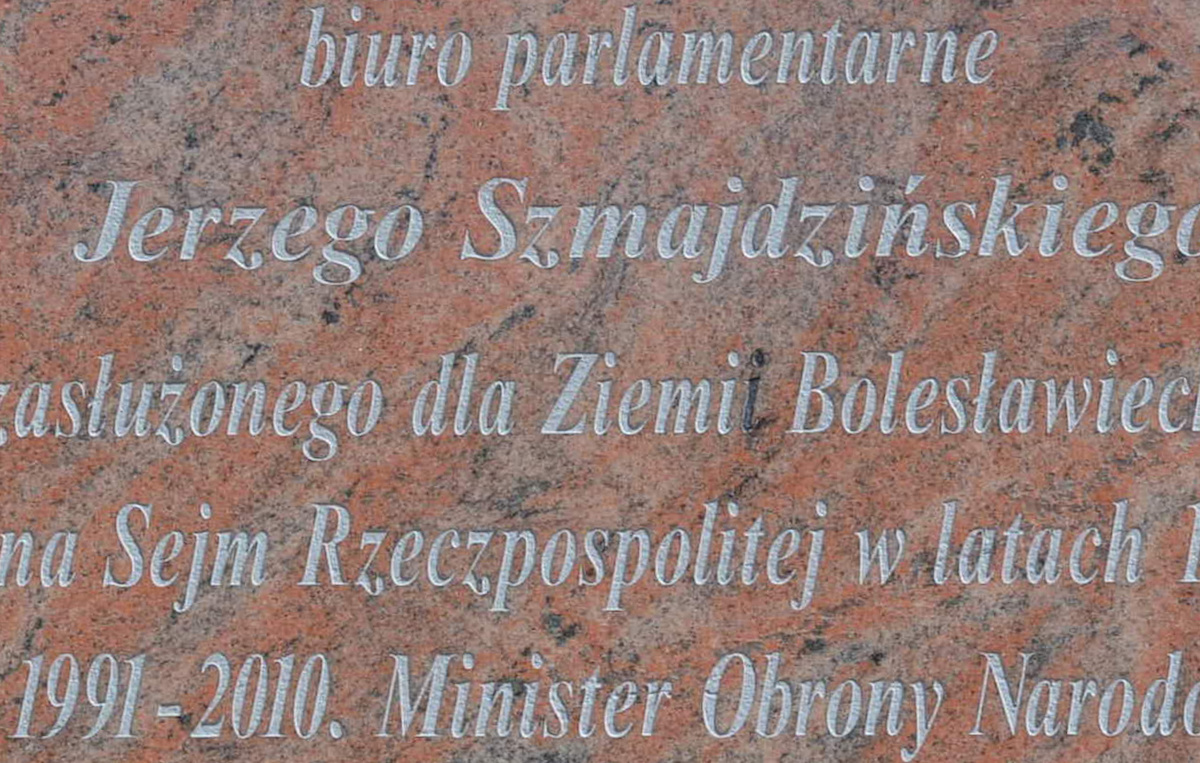 biuro parlamentarne
Jerzego Szmajdzińskiego
zasłużonego dla Ziemii Bolesławiec
na Sejm Rzeczpospolitej w latach
1991-2010. Minister Obrony Narodo